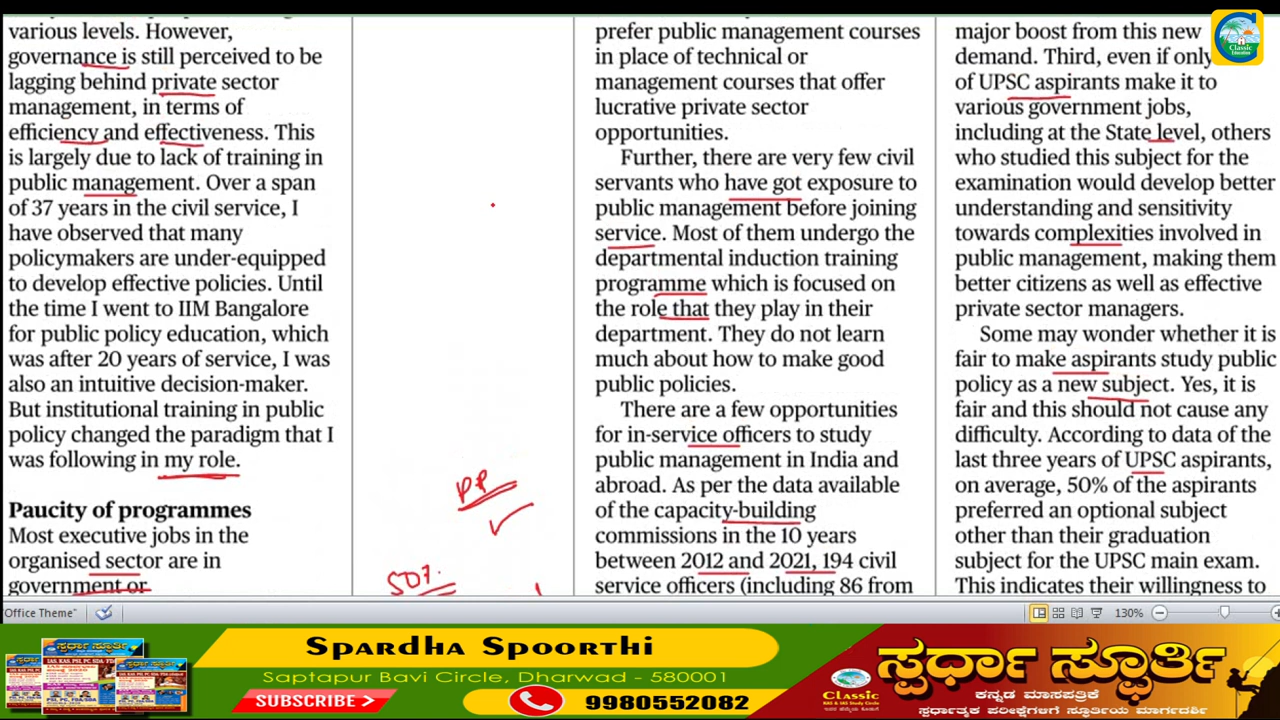 various levels. However,
governance is still perceived to be
lagging behind private sector
management, in terms of
efficiency and effectiveness. This
is largely due to lack of training in
public management. Over a span
of 37 years in the civil service, I
have observed that many
policymakers are under-equipped
to develop effective policies. Until
the time I went to IIM Bangalore
for public policy education, which
was after 20 years of service, I was
also an intuitive decision-maker.
But institutional training in public
policy changed the paradigm that I
was following in my role.
Paucity of programmes
Most executive jobs in the
organised sector are in
government or
PP
50%
prefer public management courses
in place of technical or
management courses that offer
lucrative private sector
opportunities.
Further, there are very few civil
servants who have got exposure to
public management before joining
service. Most of them undergo the
departmental induction training
programme which is focused on
the role that they play in their
department. They do not learn
much about how to make good
public policies.
There are a few opportunities
for in-service officers to study
public management in India and
abroad. As per the data available
of the capacity-building
commissions in the 10 years
between 2012 and 2021, 194 civil
service officers (including 86 from
major boost from this new
demand. Third, even if only
of UPSC aspirants make it to
various government jobs,
including at the State level, others
who studied this subject for the
examination would develop better
understanding and sensitivity
towards complexities involved in
public management, making them
better citizens as well as effective
private sector managers.
Some may wonder whether it is
fair to make aspirants study public
policy as a new subject. Yes, it is
fair and this should not cause any
difficulty. According to data of the
last three years of UPSC aspirants,
on average, 50% of the aspirants
preferred an optional subject
other than their graduation
subject for the UPSC main exam.
This indicates their willingness to
Classic
Education
Office Theme"
130%
Spardha Spoorthi
Saptapur Bavi Circle, Dharwad - 580001
SUBSCRIBE
9980552082
Classic
IAS & KAS Study Circle
ಸ್ಪರ್ಧಾ ಸ್ಫೂರ್ತಿ
ಕನ್ನಡ ಮಾಸಪತ್ರಿಕೆ
ಸ್ಪರ್ಧಾತ್ಮಕ ಪರೀಕ್ಷೆಗಳಿಗೆ ಸ್ಫೂರ್ತಿಯ ಮಾರ್ಗದರ್ಶಿ